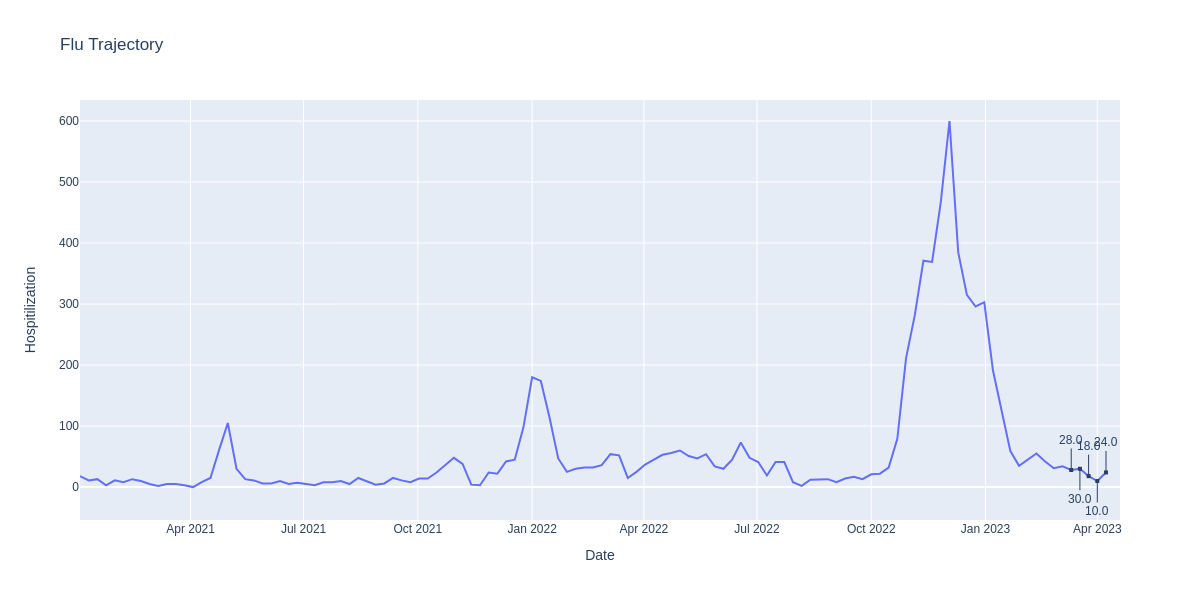 Flu Trajectory
600
500
400
300
200
100
0
Hospitilization
28.0
18.0
24.0
30.0
10.0
Apr 2021
Jul 2021
Oct 2021
Jan 2022
Apr 2022
Jul 2022
Oct 2022
Jan 2023
Apr 2023
Date